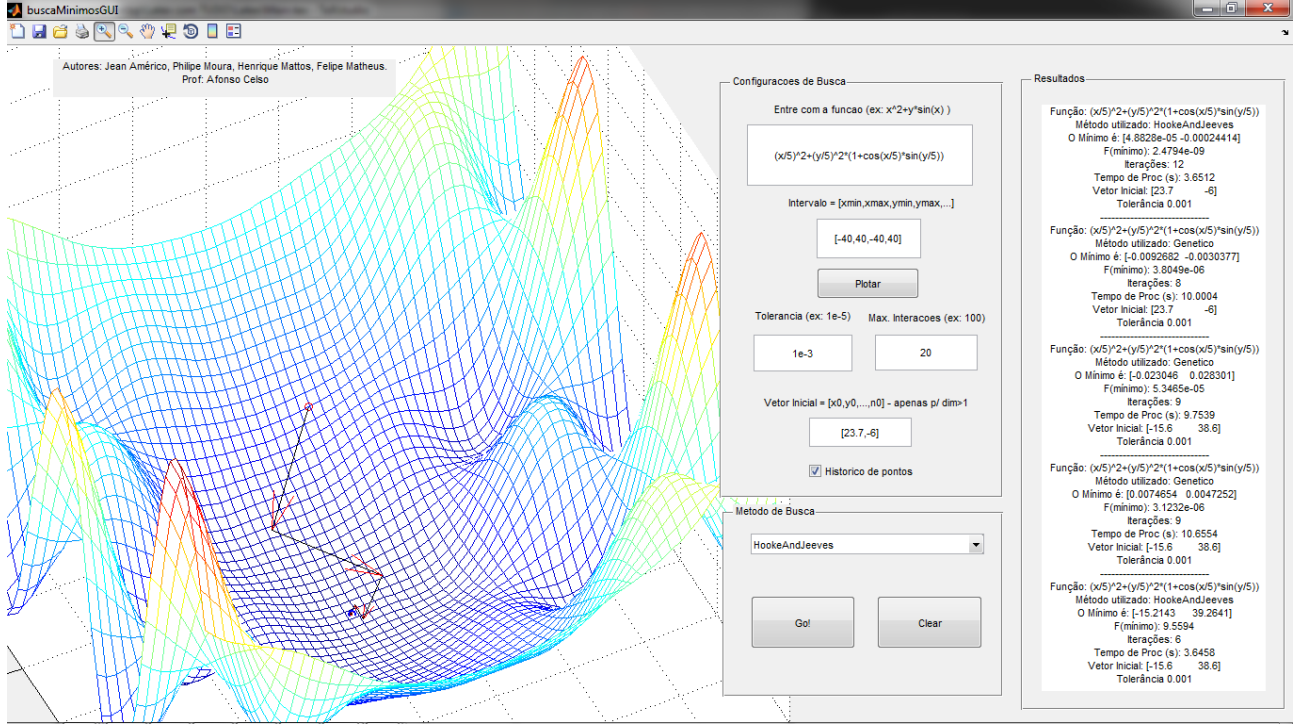 buscaMinimosGUI
Autores: Jean Américo, Philipe Moura, Henrique Mattos, Felipe Matheus.
Prof: Afonso Celso
Configuracoes de Busca
Entre com a funcao (ex: x^2+y*sin(x) )
(x/5)^2+(y/5)^2*(1+cos(x/5)*sin(y/5))
Intervalo = [xmin,xmax,ymin,ymax,...]
[-40,40,-40,40]
Plotar
Tolerancia (ex: 1e-5)
Max. Interacoes (ex: 100)
1e-3
20
Vetor Inicial = [x0,y0,...,n0] - apenas p/ dim>1
[23.7,-6]
Historico de pontos
Metodo de Busca
HookeAndJeeves
Go!
Clear
Resultados
Função: (x/5)^2+(y/5)^2*(1+cos(x/5)*sin(y/5))
Método utilizado: HookeAndJeeves
O Mínimo é: [4.8828e-05 -0.00024414]
F(mínimo): 2.4794e-09
Iterações: 12
Tempo de Proc (s): 3.6512
Vetor Inicial: [23.7 -6]
Tolerância 0.001
------------------------------
Função: (x/5)^2+(y/5)^2*(1+cos(x/5)*sin(y/5))
Método utilizado: Genetico
O Mínimo é: [-0.0092682 -0.0030377]
F(mínimo): 3.8049e-06
Iterações: 8
Tempo de Proc (s): 10.0004
Vetor Inicial: [23.7 -6]
Tolerância 0.001
------------------------------
Função: (x/5)^2+(y/5)^2*(1+cos(x/5)*sin(y/5))
Método utilizado: Genetico
O Mínimo é: [-0.023046 0.028301]
F(mínimo): 5.3465e-05
Iterações: 9
Tempo de Proc (s): 9.7539
Vetor Inicial: [-15.6 38.6]
Tolerância 0.001
------------------------------
Função: (x/5)^2+(y/5)^2*(1+cos(x/5)*sin(y/5))
Método utilizado: Genetico
O Mínimo é: [0.0074654 0.0047252]
F(mínimo): 3.1232e-06
Iterações: 9
Tempo de Proc (s): 10.6554
Vetor Inicial: [-15.6 38.6]
Tolerância 0.001
------------------------------
Função: (x/5)^2+(y/5)^2*(1+cos(x/5)*sin(y/5))
Método utilizado: HookeAndJeeves
O Mínimo é: [-15.2143 39.2641]
F(mínimo): 9.5594
Iterações: 6
Tempo de Proc (s): 3.6458
Vetor Inicial: [-15.6 38.6]
Tolerância 0.001